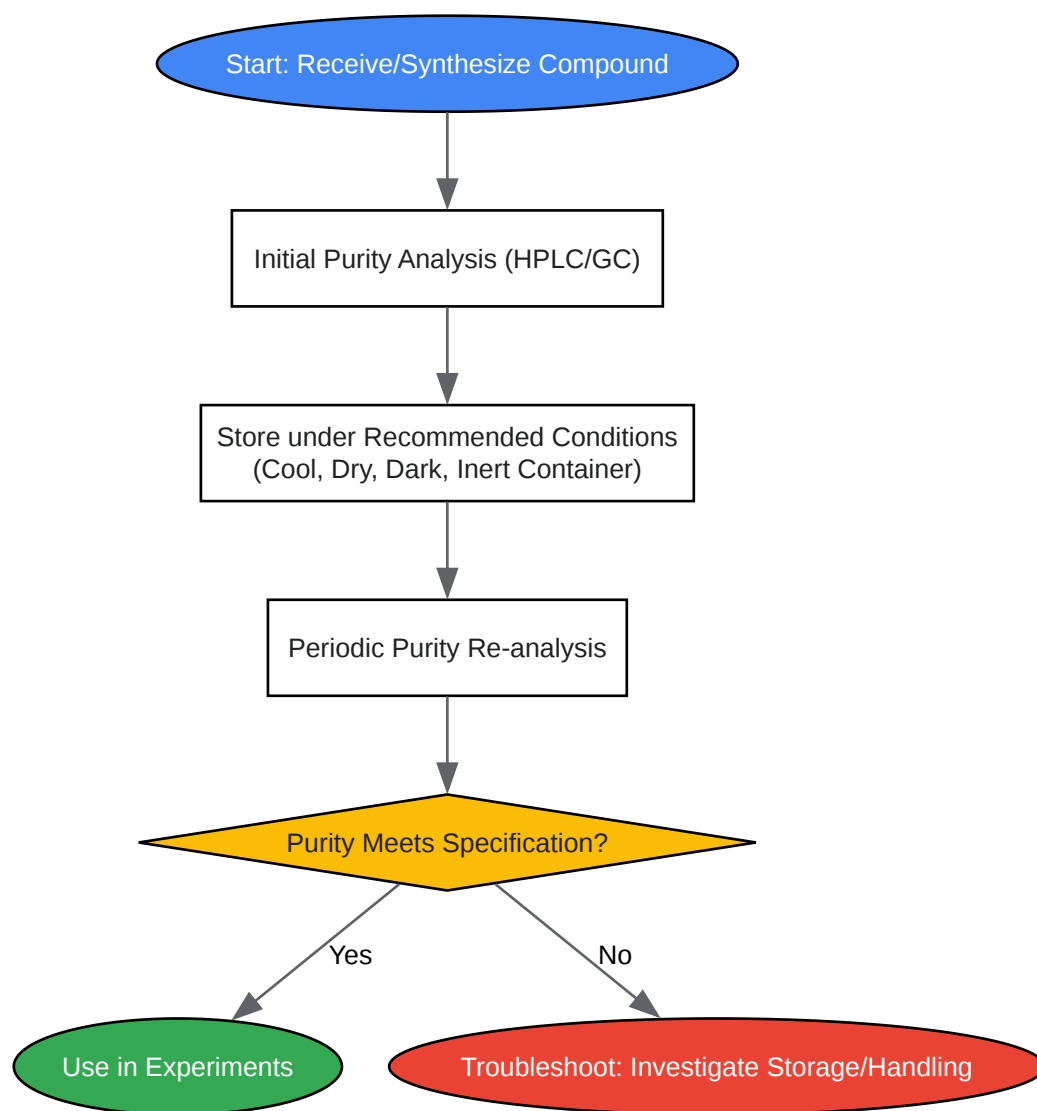 Start: Receive/Synthesize Compound
Initial Purity Analysis (HPLC/GC)
Store under Recommended Conditions
(Cool, Dry, Dark, Inert Container)
Periodic Purity Re-analysis
Purity Meets Specification?
Yes
No
Use in Experiments
Troubleshoot: Investigate Storage/Handling